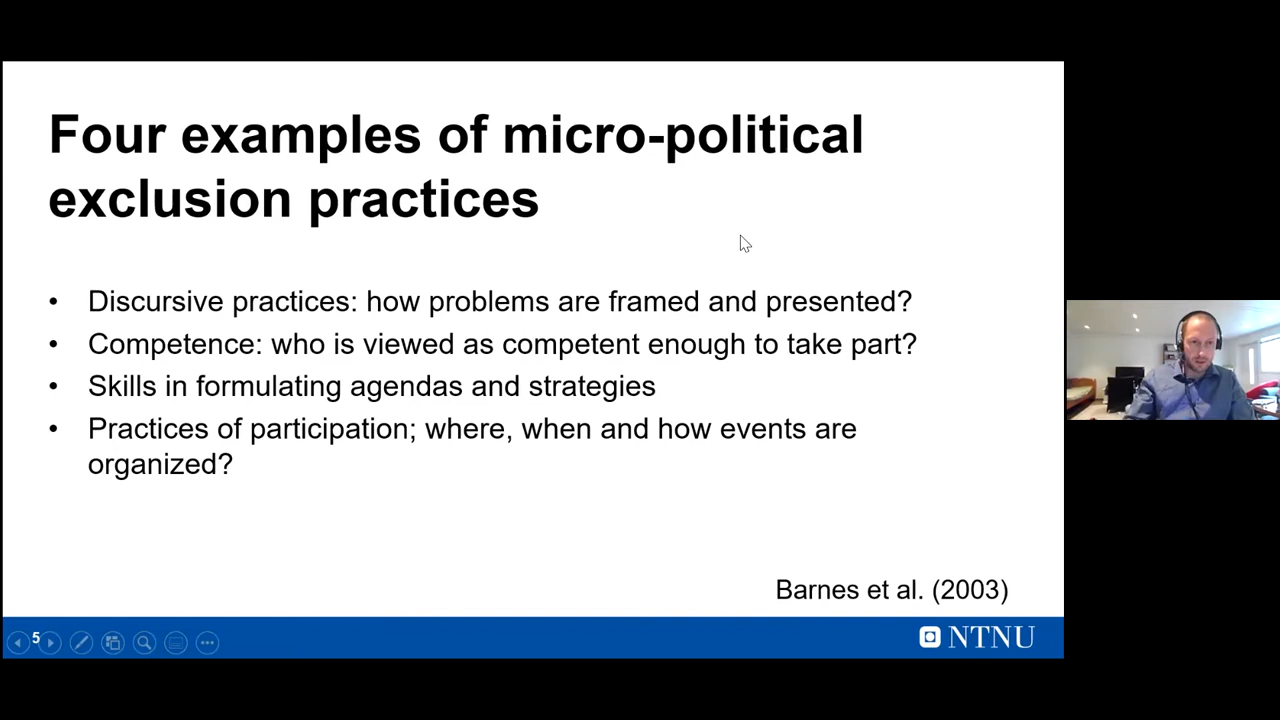 Four examples of micro-political
exclusion practices
• Discursive practices: how problems are framed and presented?
• Competence: who is viewed as competent enough to take part?
• Skills in formulating agendas and strategies
• Practices of participation; where, when and how events are
organized?
Barnes et al. (2003)
5
NTNU